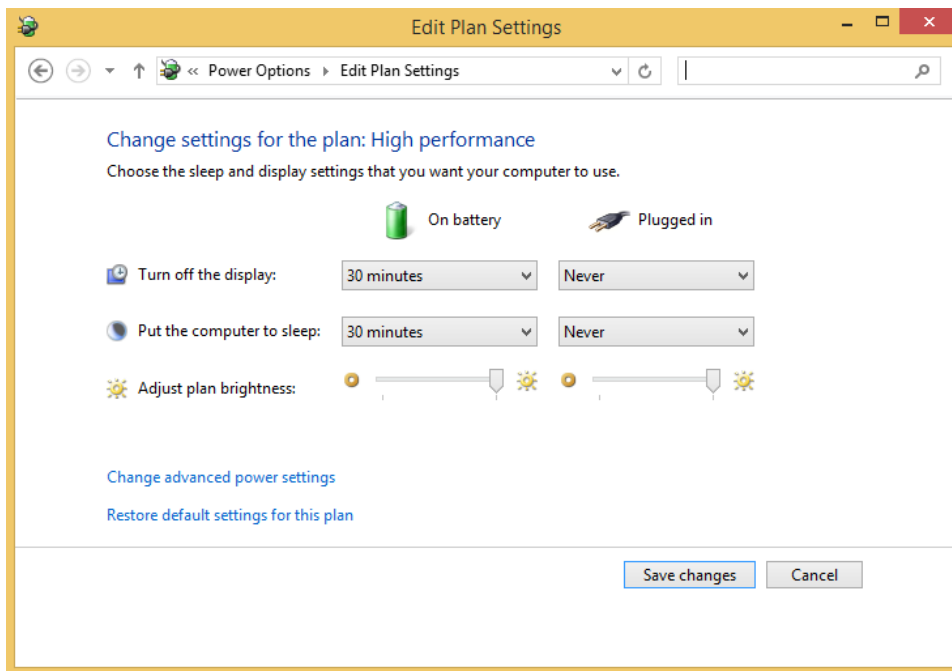 Edit Plan Settings
« Power Options Edit Plan Settings
Change settings for the plan: High performance
Choose the sleep and display settings that you want your computer to use.
On battery Plugged in
Turn off the display: 30 minutes Never
Put the computer to sleep: 30 minutes Never
Adjust plan brightness:
Change advanced power settings
Restore default settings for this plan
Save changes Cancel